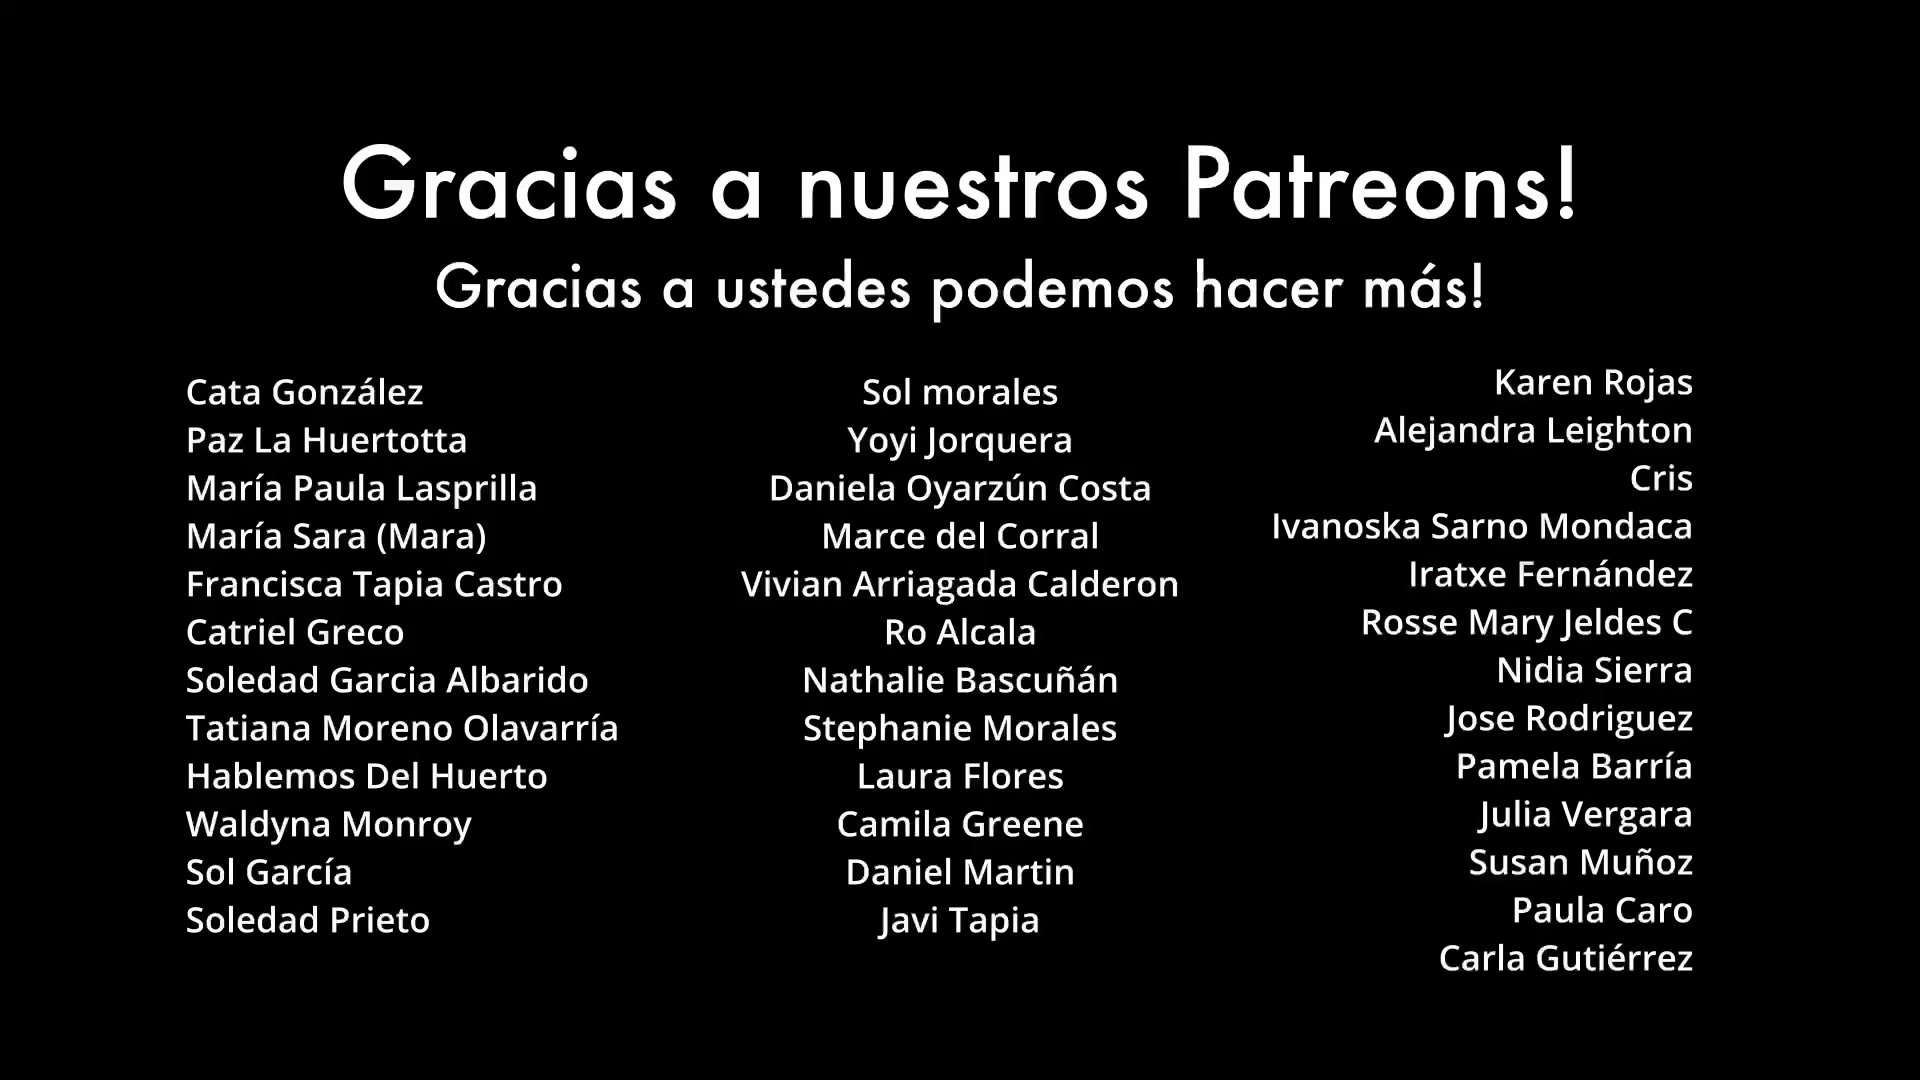 Gracias a nuestros Patreons!
Gracias a ustedes podemos hacer más!
Cata González
Paz La Huertotta
María Paula Lasprilla
María Sara (Mara)
Francisca Tapia Castro
Catriel Greco
Soledad Garcia Albarido
Tatiana Moreno Olavarría
Hablemos Del Huerto
Waldyna Monroy
Sol García
Soledad Prieto
Sol morales
Yoyi Jorquera
Daniela Oyarzún Costa
Marce del Corral
Vivian Arriagada Calderon
Ro Alcala
Nathalie Bascuñán
Stephanie Morales
Laura Flores
Camila Greene
Daniel Martin
Javi Tapia
Karen Rojas
Alejandra Leighton
Cris
Ivanoska Sarno Mondaca
Iratxe Fernández
Rosse Mary Jeldes C
Nidia Sierra
Jose Rodriguez
Pamela Barría
Julia Vergara
Susan Muñoz
Paula Caro
Carla Gutiérrez